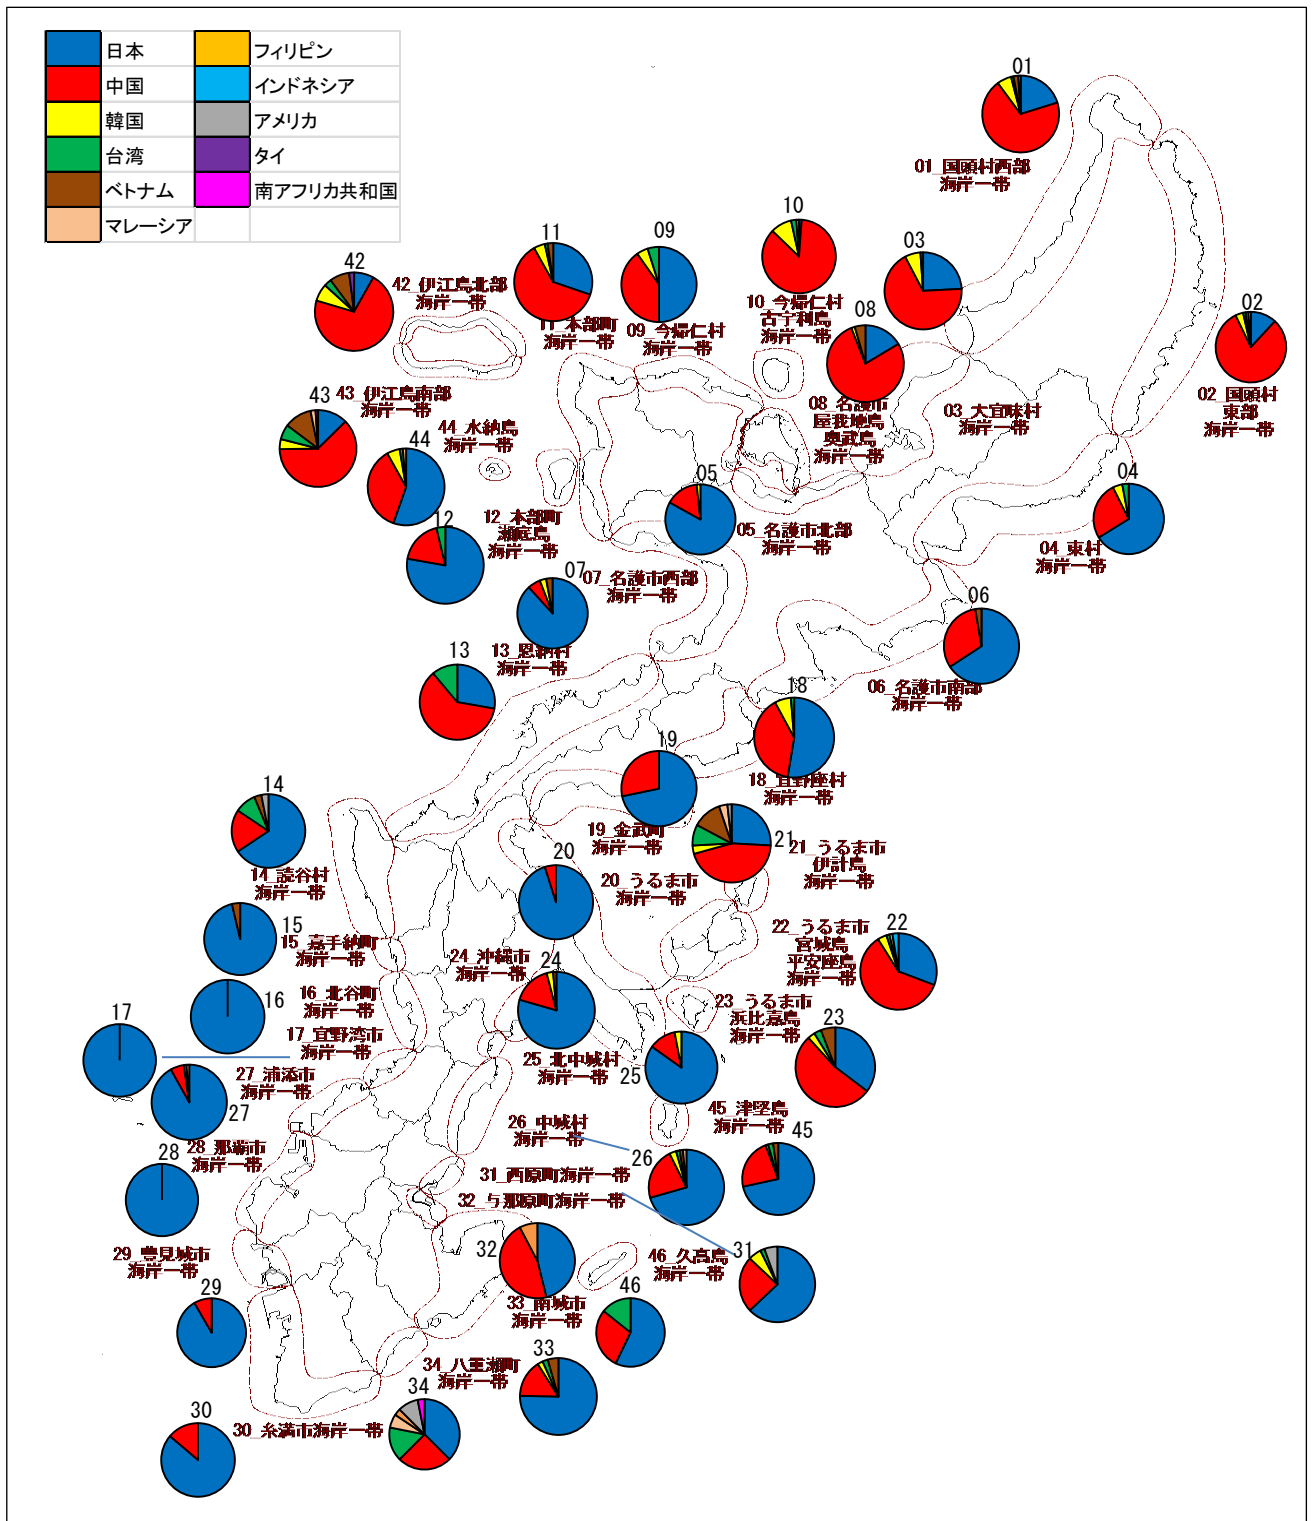 日本
フィリピン
中国
インドネシア
韓国
アメリカ
台湾
タイ
ベトナム
南アフリカ共和国
マレーシア
01
01_国頭村西部
海岸一帯
02
02_国頭村
東部
海岸一帯
10
10_今帰仁村
古宇利島
海岸一帯
03
03_大宜味村
海岸一帯
11
11_本部町
海岸一帯
09
09_今帰仁村
海岸一帯
42
42_伊江島北部
海岸一帯
08
08_名護市
屋我地島
奥武島
海岸一帯
43
43_伊江島南部
海岸一帯
44
44_水納島
海岸一帯
12
12_本部町
瀬底島
海岸一帯
05
05_名護市北部
海岸一帯
04
04_東村
海岸一帯
07
07_名護市西部
海岸一帯
06
06_名護市南部
海岸一帯
13
13_恩納村
海岸一帯
18
18_宜野座村
海岸一帯
19
19_金武町
海岸一帯
14
14_読谷村
海岸一帯
20
20_うるま市
海岸一帯
21
21_うるま市
伊計島
海岸一帯
15
15_嘉手納町
海岸一帯
22
22_うるま市
宮城島
平安座島
海岸一帯
24_沖縄市
海岸一帯
24
16
16_北谷町
海岸一帯
17
17_宜野湾市
海岸一帯
23_うるま市
浜比嘉島
海岸一帯
23
25_北中城村
海岸一帯
25
27_浦添市
海岸一帯
27
26_中城村
海岸一帯
26
45_津堅島
海岸一帯
45
28
28_那覇市
海岸一帯
31_西原町海岸一帯
32_与那原町海岸一帯
32
31
46_久高島
海岸一帯
46
29_豊見城市
海岸一帯
29
33_南城市
海岸一帯
33
34_八重瀬町
海岸一帯
34
30
30_糸満市海岸一帯